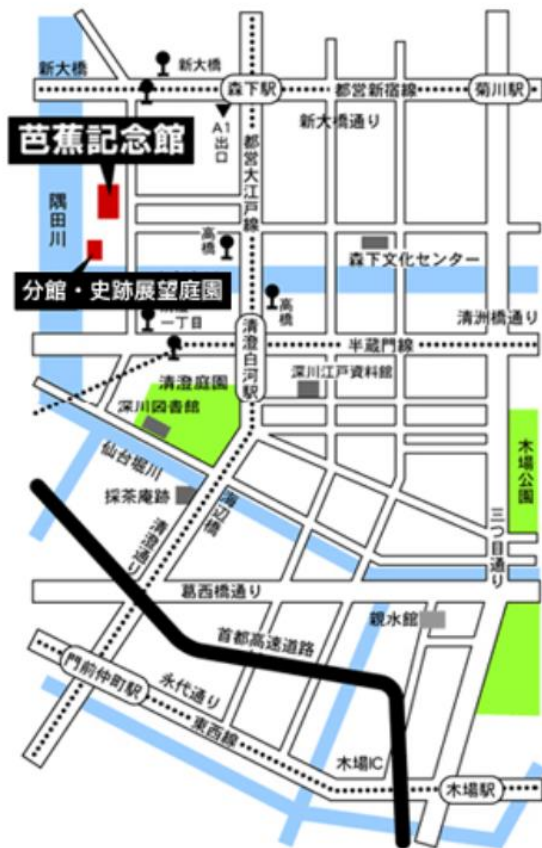 新大橋
新大橋
森下駅
都営新宿線
菊川駅
新大橋通り
A1出口
芭蕉記念館
都営大江戸線
隅田川
高橋
森下文化センター
分館・史跡展望庭園
一丁目
高橋
清洲橋通り
半蔵門線
清澄白河駅
清澄庭園
深川江戸資料館
深川図書館
木場公園
仙台堀川
採茶庵跡
海辺橋
清澄通り
三つ目通り
葛西橋通り
親水館
首都高速道路
門前仲町駅
永代通り
東西線
木場IC
木場駅